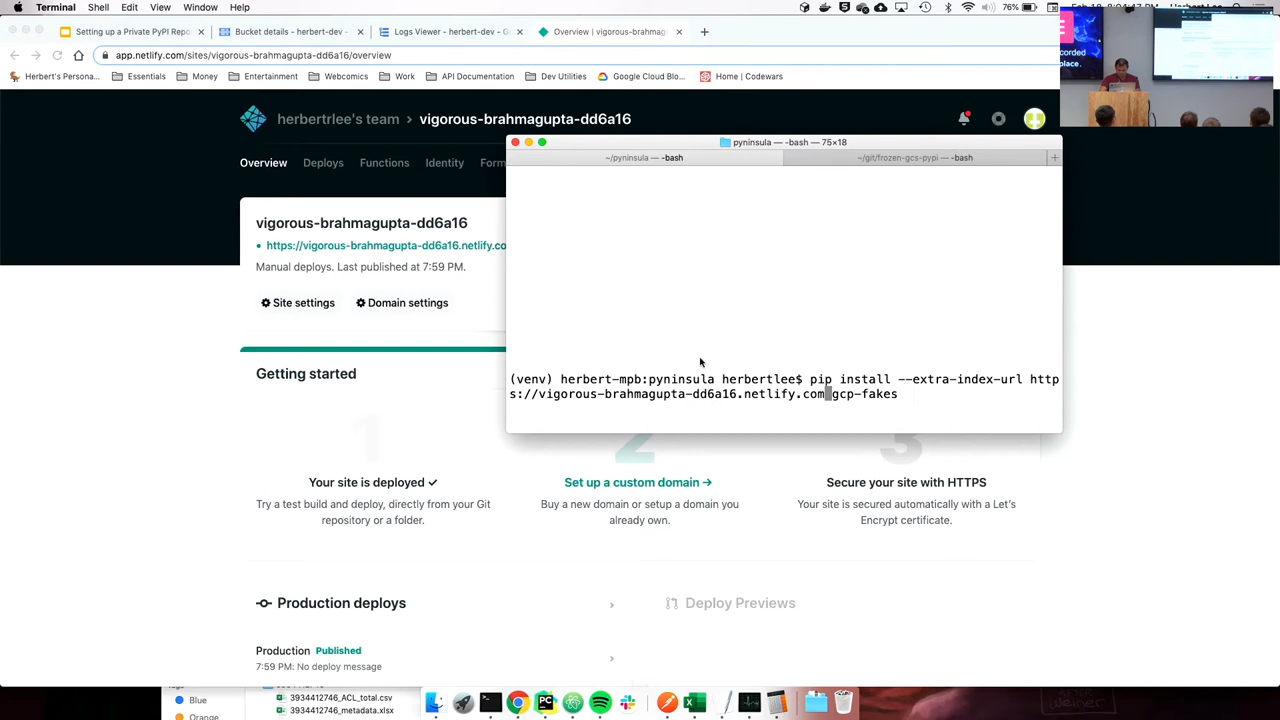 Terminal Shell Edit View Window Help
76%
Setting up a Private PyPI Repo
Bucket details - herbert-dev -
Logs Viewer - herbert-dev - G
Overview | vigorous-brahmagu
app.netlify.com/sites/vigorous-brahmagupta-dd6a16/overview
Herbert's Persona... Essentials Money Entertainment Webcomics Work API Documentation Dev Utilities Google Cloud Blo... Home | Codewars
corded
place.
herbertrlee's team > vigorous-brahmagupta-dd6a16
Overview Deploys Functions Identity Form
pyninsula — -bash — 75×18
~/pyninsula — -bash
~/git/frozen-gcs-pypi — -bash
vigorous-brahmagupta-dd6a16
https://vigorous-brahmagupta-dd6a16.netlify.co
Manual deploys. Last published at 7:59 PM.
Site settings Domain settings
(venv) herbert-mpb:pyninsula herbertlee$ pip install --extra-index-url http
s://vigorous-brahmagupta-dd6a16.netlify.com gcp-fakes
Getting started
1
Your site is deployed ✓
Try a test build and deploy, directly from your Git
repository or a folder.
2
Set up a custom domain →
Buy a new domain or setup a domain you
already own.
3
Secure your site with HTTPS
Your site is secured automatically with a Let's
Encrypt certificate.
Production deploys
Deploy Previews
Production Published
7:59 PM: No deploy message
Blue
Orange
3934412746_ACL_total.csv
3934412746_metadata.xlsx